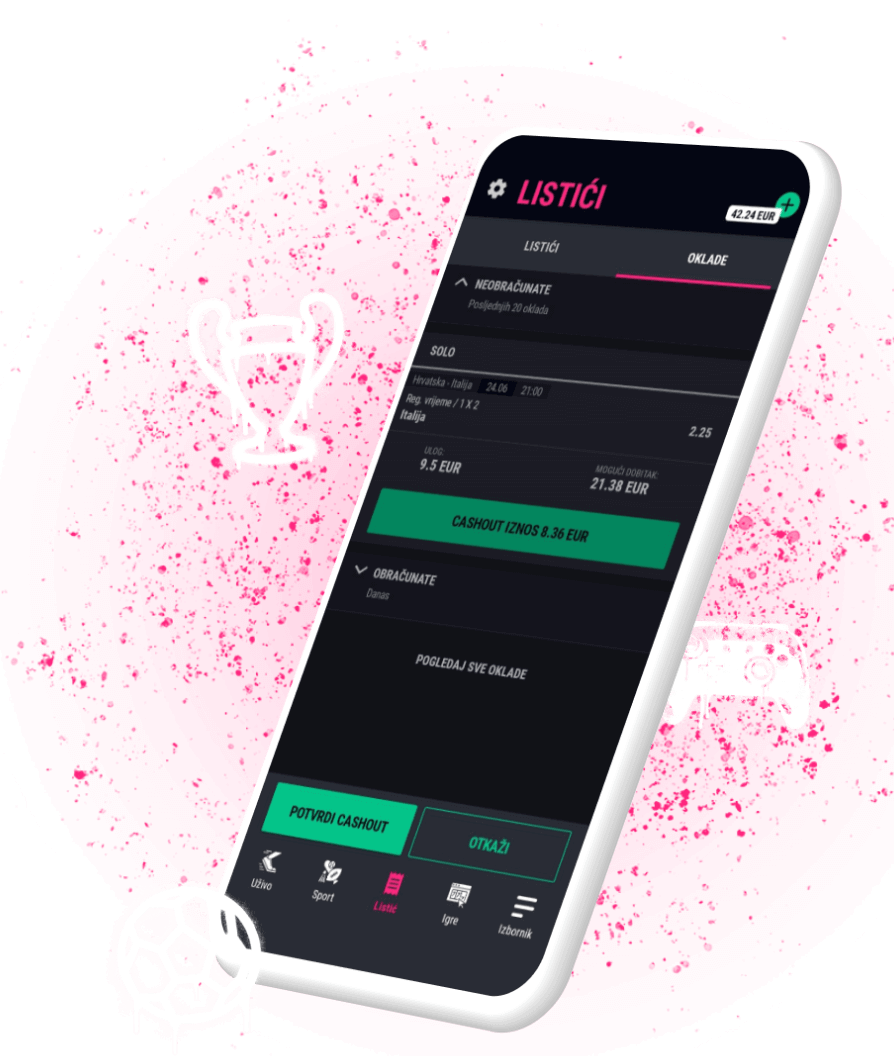 LISTIĆI
42.24 EUR
LISTIĆI
OKLADE
NEOBRAČUNATE
Posljednjih 20 oklada
SOLO
Hrvatska - Italija 24.06 21:00
Reg. vrijeme / 1 X 2
Italija
2.25
ULOG:
9.5 EUR
MOGUĆI DOBITAK:
21.38 EUR
CASHOUT IZNOS 8.36 EUR
OBRAČUNATE
Danas
POGLEDAJ SVE OKLADE
POTVRDI CASHOUT
OTKAŽI
Uživo
Sport
Listić
Igre
Izbornik